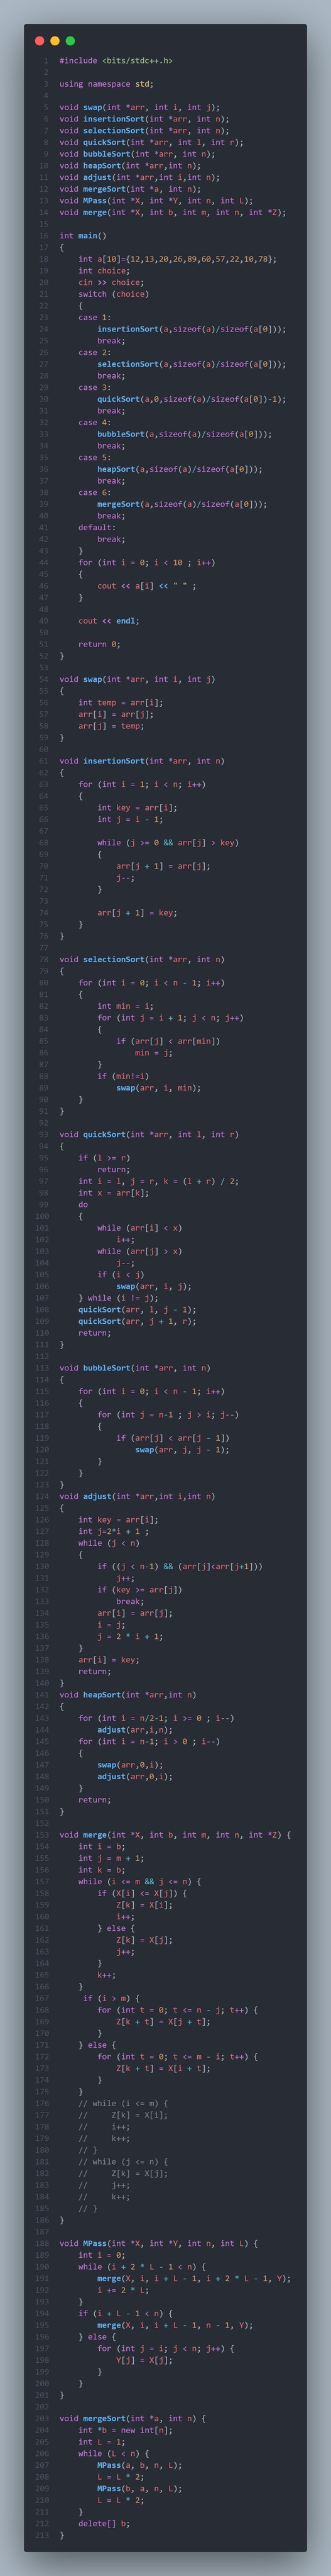 1 #include <bits/stdc++.h>
2
3 using namespace std;
4
5 void swap(int *arr, int i, int j);
6 void insertionSort(int *arr, int n);
7 void selectionSort(int *arr, int n);
8 void quickSort(int *arr, int l, int r);
9 void bubbleSort(int *arr, int n);
10 void heapSort(int *arr,int n);
11 void adjust(int *arr,int i,int n);
12 void mergeSort(int *a, int n);
13 void MPass(int *X, int *Y, int n, int L);
14 void merge(int *X, int b, int m, int n, int *Z);
15
16 int main()
17 {
18     int a[10]={12,13,20,26,89,60,57,22,10,78};
19     int choice;
20     cin >> choice;
21     switch (choice)
22     {
23     case 1:
24         insertionSort(a,sizeof(a)/sizeof(a[0]));
25         break;
26     case 2:
27         selectionSort(a,sizeof(a)/sizeof(a[0]));
28         break;
29     case 3:
30         quickSort(a,0,sizeof(a)/sizeof(a[0])-1);
31         break;
32     case 4:
33         bubbleSort(a,sizeof(a)/sizeof(a[0]));
34         break;
35     case 5:
36         heapSort(a,sizeof(a)/sizeof(a[0]));
37         break;
38     case 6:
39         mergeSort(a,sizeof(a)/sizeof(a[0]));
40         break;
41     default:
42         break;
43     }
44     for (int i = 0; i < 10 ; i++)
45     {
46         cout << a[i] << " " ;
47     }
48
49     cout << endl;
50
51     return 0;
52 }
53
54 void swap(int *arr, int i, int j)
55 {
56     int temp = arr[i];
57     arr[i] = arr[j];
58     arr[j] = temp;
59 }
60
61 void insertionSort(int *arr, int n)
62 {
63     for (int i = 1; i < n; i++)
64     {
65         int key = arr[i];
66         int j = i - 1;
67
68         while (j >= 0 && arr[j] > key)
69         {
70             arr[j + 1] = arr[j];
71             j--;
72         }
73
74         arr[j + 1] = key;
75     }
76 }
77
78 void selectionSort(int *arr, int n)
79 {
80     for (int i = 0; i < n - 1; i++)
81     {
82         int min = i;
83         for (int j = i + 1; j < n; j++)
84         {
85             if (arr[j] < arr[min])
86                 min = j;
87         }
88         if (min!=i)
89             swap(arr, i, min);
90     }
91 }
92
93 void quickSort(int *arr, int l, int r)
94 {
95     if (l >= r)
96         return;
97     int i = l, j = r, k = (l + r) / 2;
98     int x = arr[k];
99     do
100     {
101         while (arr[i] < x)
102             i++;
103         while (arr[j] > x)
104             j--;
105         if (i < j)
106             swap(arr, i, j);
107     } while (i != j);
108     quickSort(arr, l, j - 1);
109     quickSort(arr, j + 1, r);
110     return;
111 }
112
113 void bubbleSort(int *arr, int n)
114 {
115     for (int i = 0; i < n - 1; i++)
116     {
117         for (int j = n-1 ; j > i; j--)
118         {
119             if (arr[j] < arr[j - 1])
120                 swap(arr, j, j - 1);
121         }
122     }
123 }
124 void adjust(int *arr,int i,int n)
125 {
126     int key = arr[i];
127     int j=2*i + 1 ;
128     while (j < n)
129     {
130         if ((j < n-1) && (arr[j]<arr[j+1]))
131             j++;
132         if (key >= arr[j])
133             break;
134         arr[i] = arr[j];
135         i = j;
136         j = 2 * i + 1;
137     }
138     arr[i] = key;
139     return;
140 }
141 void heapSort(int *arr,int n)
142 {
143     for (int i = n/2-1; i >= 0 ; i--)
144         adjust(arr,i,n);
145     for (int i = n-1; i > 0 ; i--)
146     {
147         swap(arr,0,i);
148         adjust(arr,0,i);
149     }
150     return;
151 }
152
153 void merge(int *X, int b, int m, int n, int *Z) {
154     int i = b;
155     int j = m + 1;
156     int k = b;
157     while (i <= m && j <= n) {
158         if (X[i] <= X[j]) {
159             Z[k] = X[i];
160             i++;
161         } else {
162             Z[k] = X[j];
163             j++;
164         }
165         k++;
166     }
167      if (i > m) {
168         for (int t = 0; t <= n - j; t++) {
169             Z[k + t] = X[j + t];
170         }
171     } else {
172         for (int t = 0; t <= m - i; t++) {
173             Z[k + t] = X[i + t];
174         }
175     }
176     // while (i <= m) {
177     //     Z[k] = X[i];
178     //     i++;
179     //     k++;
180     // }
181     // while (j <= n) {
182     //     Z[k] = X[j];
183     //     j++;
184     //     k++;
185     // }
186 }
187
188 void MPass(int *X, int *Y, int n, int L) {
189     int i = 0;
190     while (i + 2 * L - 1 < n) {
191         merge(X, i, i + L - 1, i + 2 * L - 1, Y);
192         i += 2 * L;
193     }
194     if (i + L - 1 < n) {
195         merge(X, i, i + L - 1, n - 1, Y);
196     } else {
197         for (int j = i; j < n; j++) {
198             Y[j] = X[j];
199         }
200     }
201 }
202
203 void mergeSort(int *a, int n) {
204     int *b = new int[n];
205     int L = 1;
206     while (L < n) {
207         MPass(a, b, n, L);
208         L = L * 2;
209         MPass(b, a, n, L);
210         L = L * 2;
211     }
212     delete[] b;
213 }